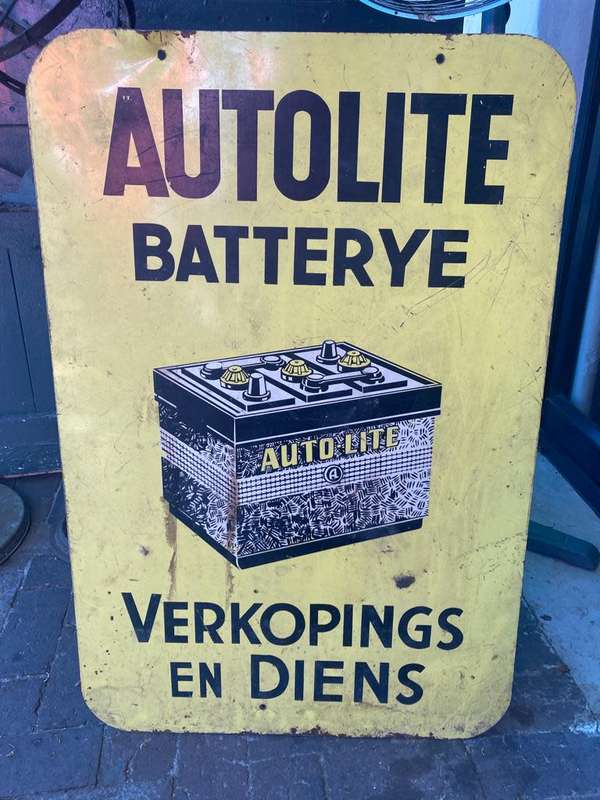 AUTOLITE
BATTERYE
AUTO-LITE
A
VERKOPINGS
EN DIENS